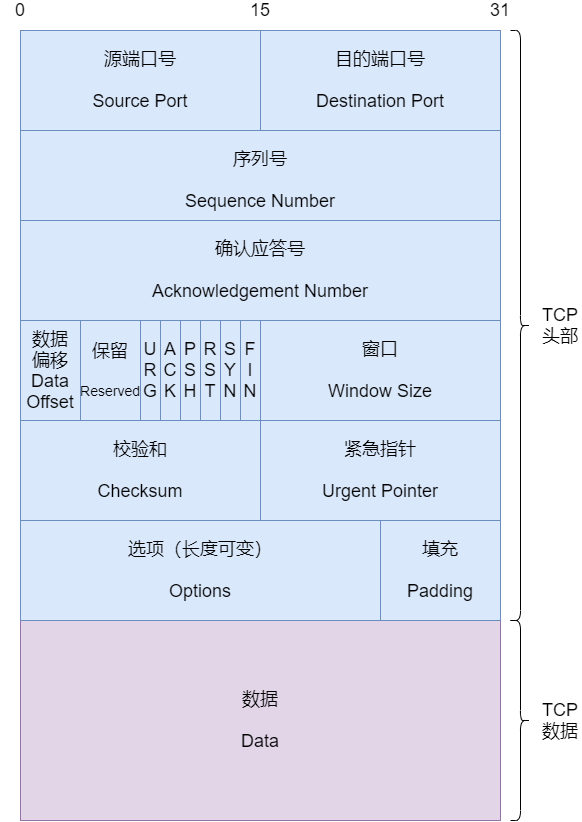 0 15 31
源端口号
Source Port
目的端口号
Destination Port
序列号
Sequence Number
确认应答号
Acknowledgement Number
数据
偏移
Data
Offset
保留
Reserved
URG
ACK
PSH
RST
SYN
FIN
窗口
Window Size
校验和
Checksum
紧急指针
Urgent Pointer
选项（长度可变）
Options
填充
Padding
TCP
头部
数据
Data
TCP
数据